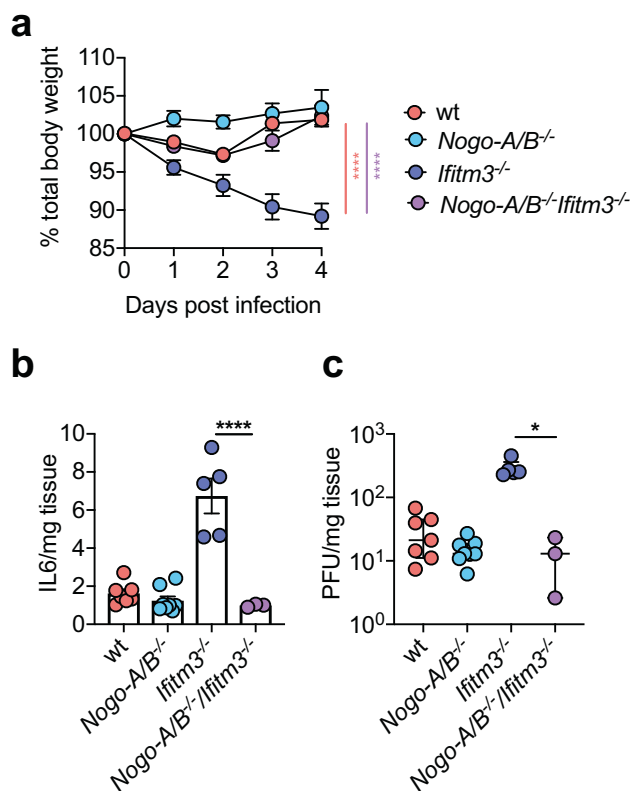 a
% total body weight
110
105
100
95
90
85
0 1 2 3 4
Days post infection
**** ****
wt
Nogo-A/B-/-
Ifitm3-/-
Nogo-A/B-/-Ifitm3-/-
b
IL6/mg tissue
10
8
6
4
2
0
****
wt
Nogo-A/B-/-
Ifitm3-/-
Nogo-A/B-/-/Ifitm3-/-
c
PFU/mg tissue
10³
10²
10¹
10⁰
*
wt
Nogo-A/B-/-
Ifitm3-/-
Nogo-A/B-/-/Ifitm3-/-